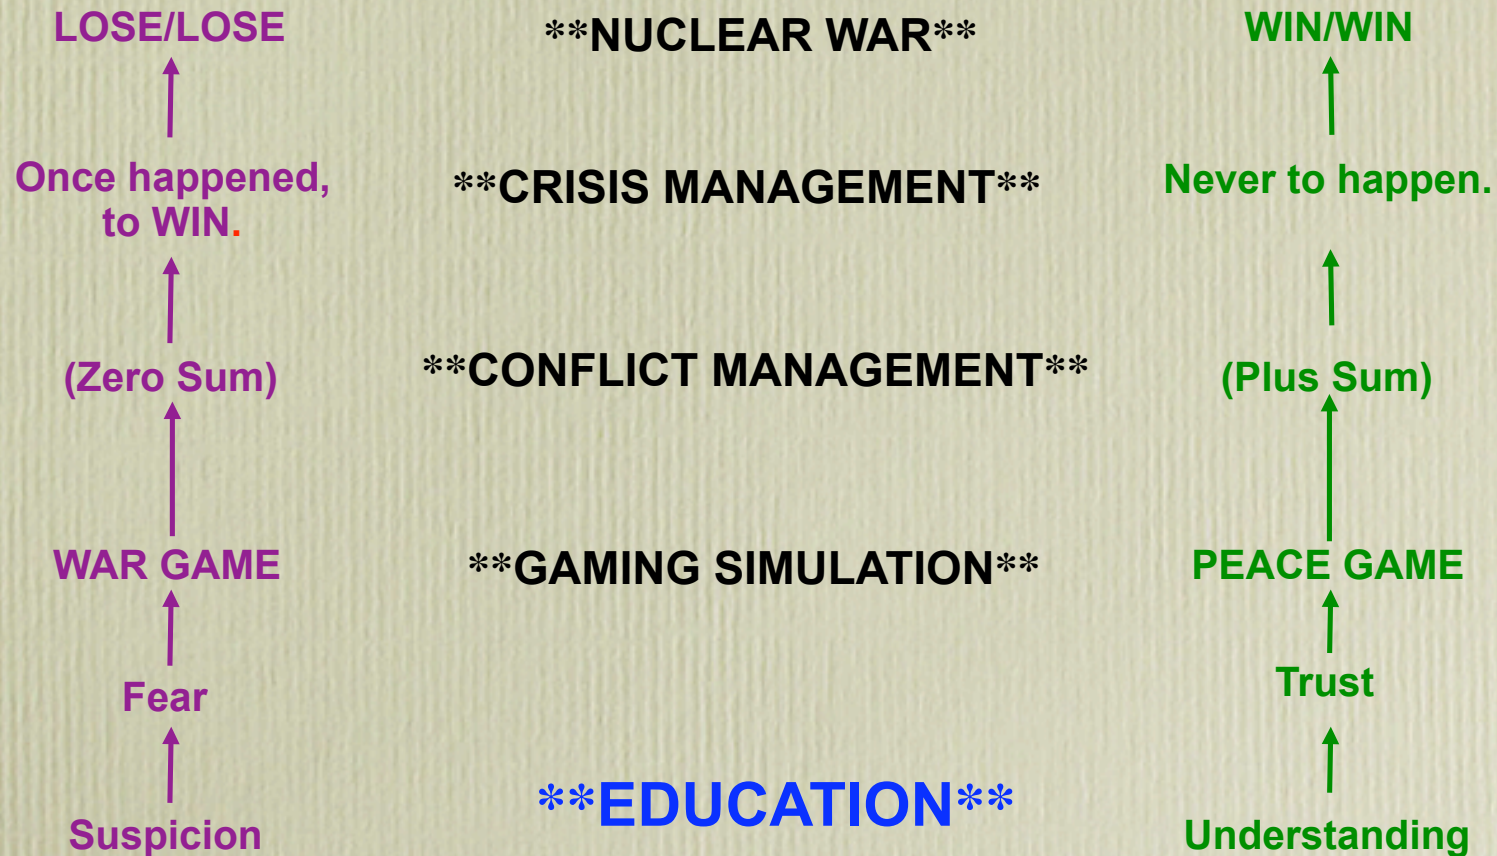 LOSE/LOSE
**NUCLEAR WAR**
WIN/WIN
Once happened,
to WIN.
**CRISIS MANAGEMENT**
Never to happen.
(Zero Sum)
**CONFLICT MANAGEMENT**
(Plus Sum)
WAR GAME
**GAMING SIMULATION**
PEACE GAME
Fear
Trust
**EDUCATION**
Suspicion
Understanding